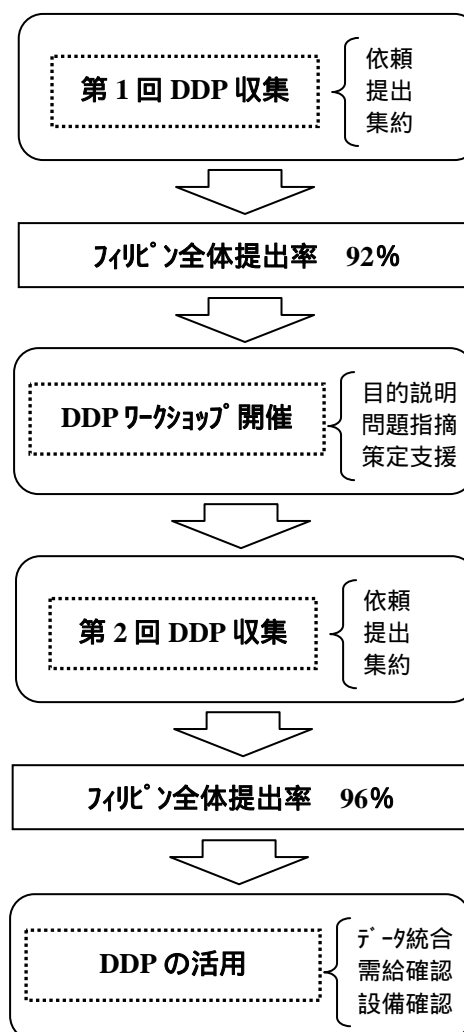 第 1 回 DDP 収集
依頼
提出
集約
ﾌｨﾘﾋﾟﾝ全体提出率 92%
DDP ﾜｰｸｼｮｯﾌﾟ 開催
目的説明
問題指摘
策定支援
第 2 回 DDP 収集
依頼
提出
集約
ﾌｨﾘﾋﾟﾝ全体提出率 96%
DDP の活用
ﾃﾞｰﾀ統合
需給確認
設備確認